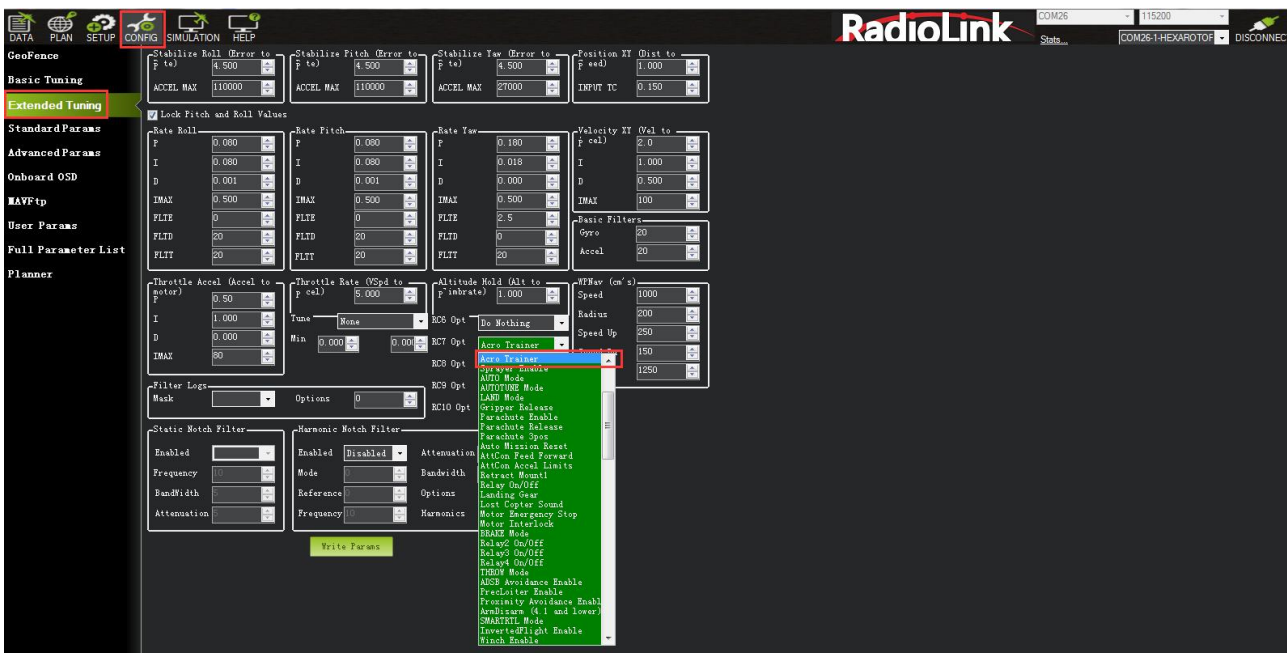 DATA PLAN SETUP CONFIG SIMULATION HELP
RadioLink
COM26 115200
Stats... COM26-1-HEXAROTOF DISCONNECT
GeoFence
Basic Tuning
Extended Tuning
Standard Params
Advanced Params
Onboard OSD
MAVFtp
User Params
Full Parameter List
Planner
Stabilize Roll (Error to
P te) 4.500
ACCEL MAX 110000
Stabilize Pitch (Error to
P te) 4.500
ACCEL MAX 110000
Stabilize Yaw (Error to
P te) 4.500
ACCEL MAX 27000
Position XY (Dist to
P eed) 1.000
INPUT TC 0.150
Lock Pitch and Roll Values
Rate Roll
P 0.080
I 0.080
D 0.001
IMAX 0.500
FLTE 0
FLTD 20
FLTT 20
Rate Pitch
P 0.080
I 0.080
D 0.001
IMAX 0.500
FLTE 0
FLTD 20
FLTT 20
Rate Yaw
P 0.180
I 0.018
D 0.000
IMAX 0.500
FLTE 2.5
FLTD 0
FLTT 20
Velocity XY (Vel to
P cel) 2.0
I 1.000
D 0.500
IMAX 100
Basic Filters
Gyro 20
Accel 20
Throttle Accel (Accel to
motor)
P 0.50
I 1.000
D 0.000
IMAX 80
Throttle Rate (VSpd to
P cel) 5.000
Tune None
Min 0.000 0.00
Altitude Hold (Alt to
P imbrate) 1.000
RC6 Opt Do Nothing
RC7 Opt Acro Trainer
RC8 Opt
RC9 Opt
RC10 Opt
WPNav (cm's)
Speed 1000
Radius 200
Speed Up 250
150
1250
Filter Logs
Mask Options 0
Static Notch Filter
Enabled
Frequency 10
BandWidth 5
Attenuation 5
Harmonic Notch Filter
Enabled Disabled Attenuation
Mode 0 Bandwidth
Reference 0 Options
Frequency 10 Harmonics
Write Params
Acro Trainer
Sprayer Enable
AUTO Mode
AUTOTUNE Mode
LAND Mode
Gripper Release
Parachute Enable
Parachute Release
Parachute 3pos
Auto Mission Reset
AttCon Feed Forward
AttCon Accel Limits
Retract Mount1
Relay On/Off
Landing Gear
Lost Copter Sound
Motor Emergency Stop
Motor Interlock
BRAKE Mode
Relay2 On/Off
Relay3 On/Off
Relay4 On/Off
THROW Mode
ADSB Avoidance Enable
PrecLoiter Enable
Proximity Avoidance Enabl
ArmDisarm (4.1 and lower)
SMARTRTL Mode
InvertedFlight Enable
Winch Enable